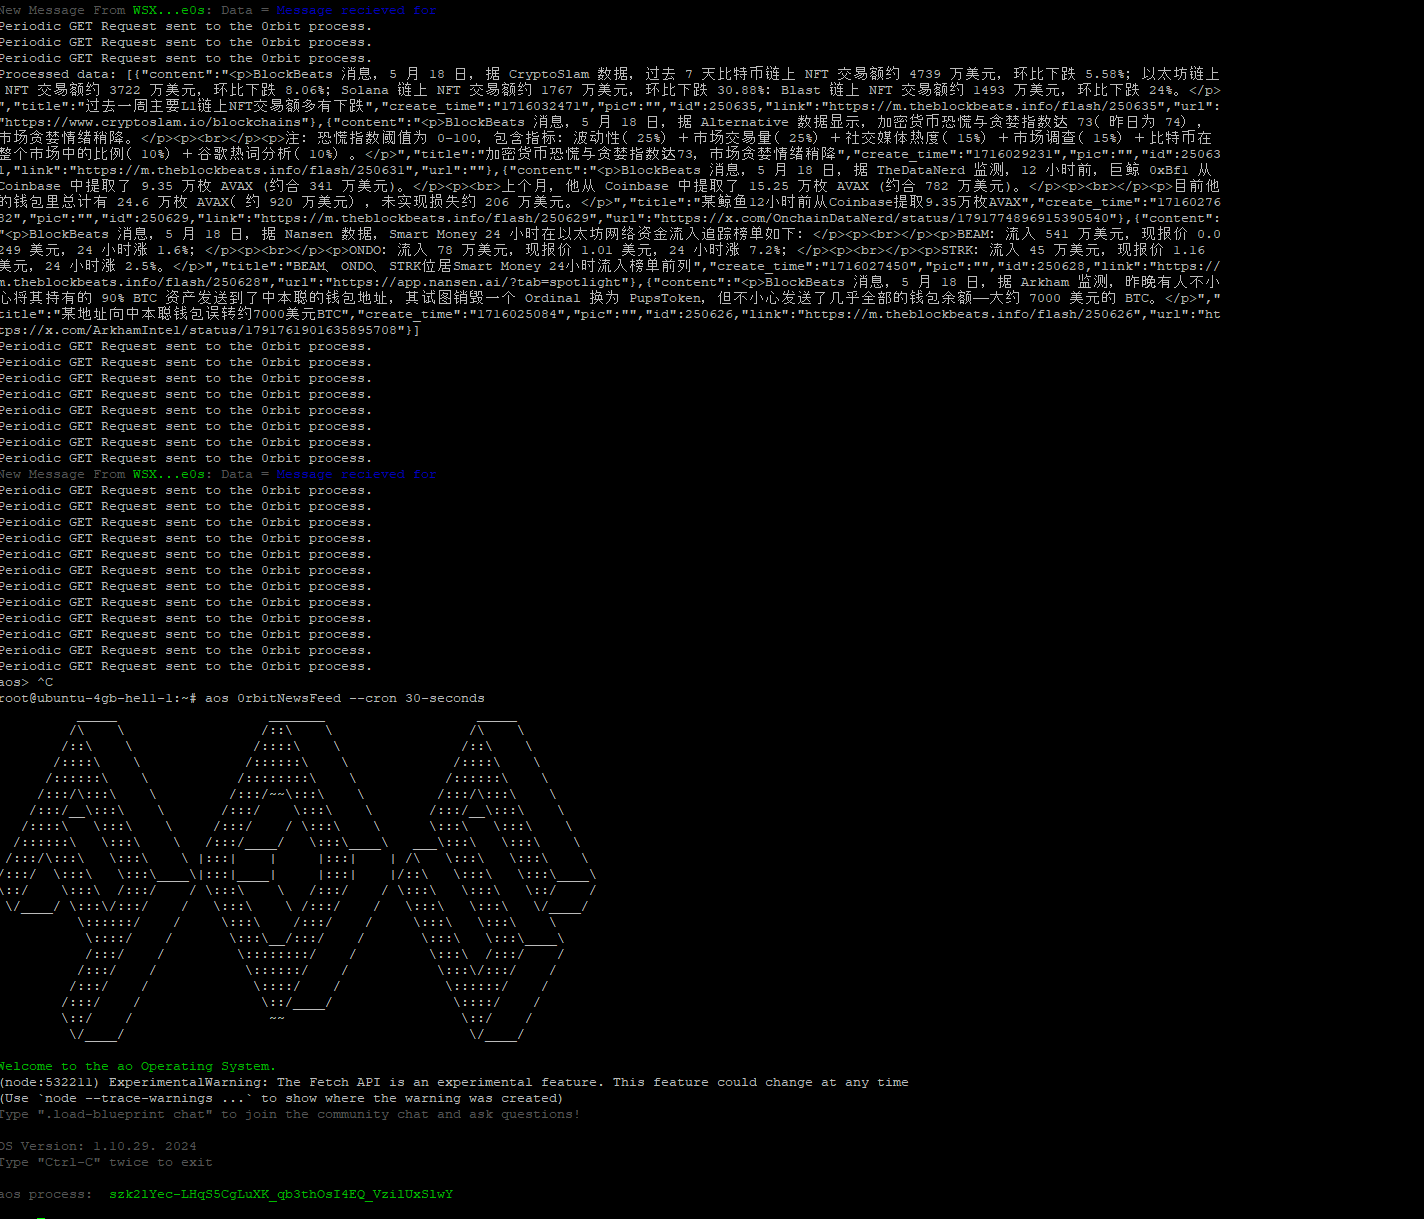 New Message From WSX...e0s: Data = Message recieved for
Periodic GET Request sent to the 0rbit process.
Periodic GET Request sent to the 0rbit process.
Periodic GET Request sent to the 0rbit process.
Processed data: [{"content":"<p>BlockBeats 消息，5 月 18 日，据 CryptoSlam 数据，过去 7 天比特币链上 NFT 交易额约 4739 万美元，环比下跌 5.58%；以太坊链上
NFT 交易额约 3722 万美元，环比下跌 8.06%；Solana 链上 NFT 交易额约 1767 万美元，环比下跌 30.88%：Blast 链上 NFT 交易额约 1493 万美元，环比下跌 24%。</p>
","title":"过去一周主要L1链上NFT交易额多有下跌","create_time":"1716032471","pic":"","id":250635,"link":"https://m.theblockbeats.info/flash/250635","url":
"https://www.cryptoslam.io/blockchains"},{"content":"<p>BlockBeats 消息，5 月 18 日，据 Alternative 数据显示，加密货币恐慌与贪婪指数达 73（昨日为 74），
市场贪婪情绪稍降。</p><p><br></p><p>注：恐慌指数阈值为 0-100，包含指标：波动性（25%）＋市场交易量（25%）＋社交媒体热度（15%）＋市场调查（15%）＋比特币在
整个市场中的比例（10%）＋谷歌热词分析（10%）。</p>","title":"加密货币恐慌与贪婪指数达73，市场贪婪情绪稍降","create_time":"1716029231","pic":"","id":25063
1,"link":"https://m.theblockbeats.info/flash/250631","url":""},{"content":"<p>BlockBeats 消息，5 月 18 日，据 TheDataNerd 监测，12 小时前，巨鲸 0xBf1 从
Coinbase 中提取了 9.35 万枚 AVAX（约合 341 万美元)。</p><p><br>上个月，他从 Coinbase 中提取了 15.25 万枚 AVAX（约合 782 万美元)。</p><p><br></p><p>目前他
的钱包里总计有 24.6 万枚 AVAX（约 920 万美元），未实现损失约 206 万美元。</p>","title":"某鲸鱼12小时前从Coinbase提取9.35万枚AVAX","create_time":"17160276
82","pic":"","id":250629,"link":"https://m.theblockbeats.info/flash/250629","url":"https://x.com/OnchainDataNerd/status/1791774896915390540"},{"content":
"<p>BlockBeats 消息，5 月 18 日，据 Nansen 数据，Smart Money 24 小时在以太坊网络资金流入追踪榜单如下：</p><p><br></p><p>BEAM：流入 541 万美元，现报价 0.0
249 美元，24 小时涨 1.6%；</p><p><br></p><p>ONDO：流入 78 万美元，现报价 1.01 美元，24 小时涨 7.2%；</p><p><br></p><p>STRK：流入 45 万美元，现报价 1.16
美元，24 小时涨 2.5%。</p>","title":"BEAM、ONDO、STRK位居Smart Money 24小时流入榜单前列","create_time":"1716027450","pic":"","id":250628,"link":"https://
m.theblockbeats.info/flash/250628","url":"https://app.nansen.ai/?tab=spotlight"},{"content":"<p>BlockBeats 消息，5 月 18 日，据 Arkham 监测，昨晚有人不小
心将其持有的 90% BTC 资产发送到了中本聪的钱包地址，其试图销毁一个 Ordinal 换为 PupsToken，但不小心发送了几乎全部的钱包余额——大约 7000 美元的 BTC。</p>","
title":"某地址向中本聪钱包误转约7000美元BTC","create_time":"1716025084","pic":"","id":250626,"link":"https://m.theblockbeats.info/flash/250626","url":"ht
tps://x.com/ArkhamIntel/status/1791761901635895708"}]
Periodic GET Request sent to the 0rbit process.
Periodic GET Request sent to the 0rbit process.
Periodic GET Request sent to the 0rbit process.
Periodic GET Request sent to the 0rbit process.
Periodic GET Request sent to the 0rbit process.
Periodic GET Request sent to the 0rbit process.
Periodic GET Request sent to the 0rbit process.
Periodic GET Request sent to the 0rbit process.
New Message From WSX...e0s: Data = Message recieved for
Periodic GET Request sent to the 0rbit process.
Periodic GET Request sent to the 0rbit process.
Periodic GET Request sent to the 0rbit process.
Periodic GET Request sent to the 0rbit process.
Periodic GET Request sent to the 0rbit process.
Periodic GET Request sent to the 0rbit process.
Periodic GET Request sent to the 0rbit process.
Periodic GET Request sent to the 0rbit process.
Periodic GET Request sent to the 0rbit process.
Periodic GET Request sent to the 0rbit process.
Periodic GET Request sent to the 0rbit process.
Periodic GET Request sent to the 0rbit process.
aos> ^C
root@ubuntu-4gb-hel1-1:~# aos 0rbitNewsFeed --cron 30-seconds
Welcome to the ao Operating System.
(node:532211) ExperimentalWarning: The Fetch API is an experimental feature. This feature could change at any time
(Use `node --trace-warnings ...` to show where the warning was created)
Type ".load-blueprint chat" to join the community chat and ask questions!
OS Version: 1.10.29. 2024
Type "Ctrl-C" twice to exit
aos process: szk2lYec-LHqS5CgLuXK_qb3thOsI4EQ_VzilUxSlwY